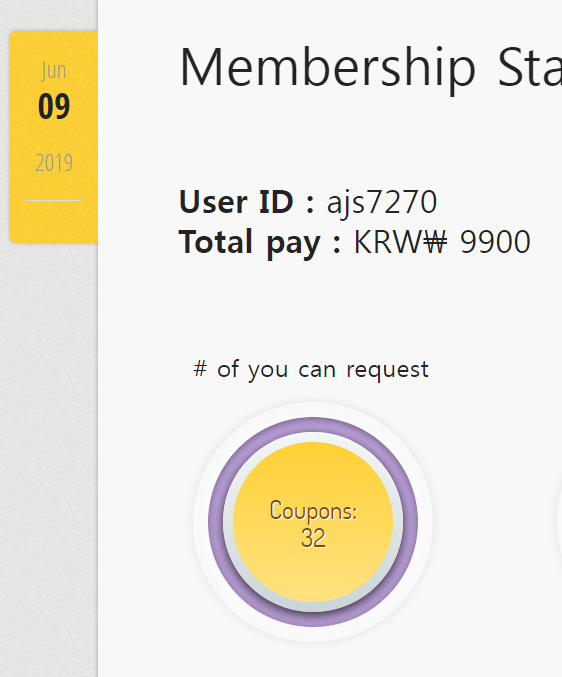 Jun
09
2019
Membership Sta
User ID : ajs7270
Total pay : KRW₩ 9900
# of you can request
Coupons:
32